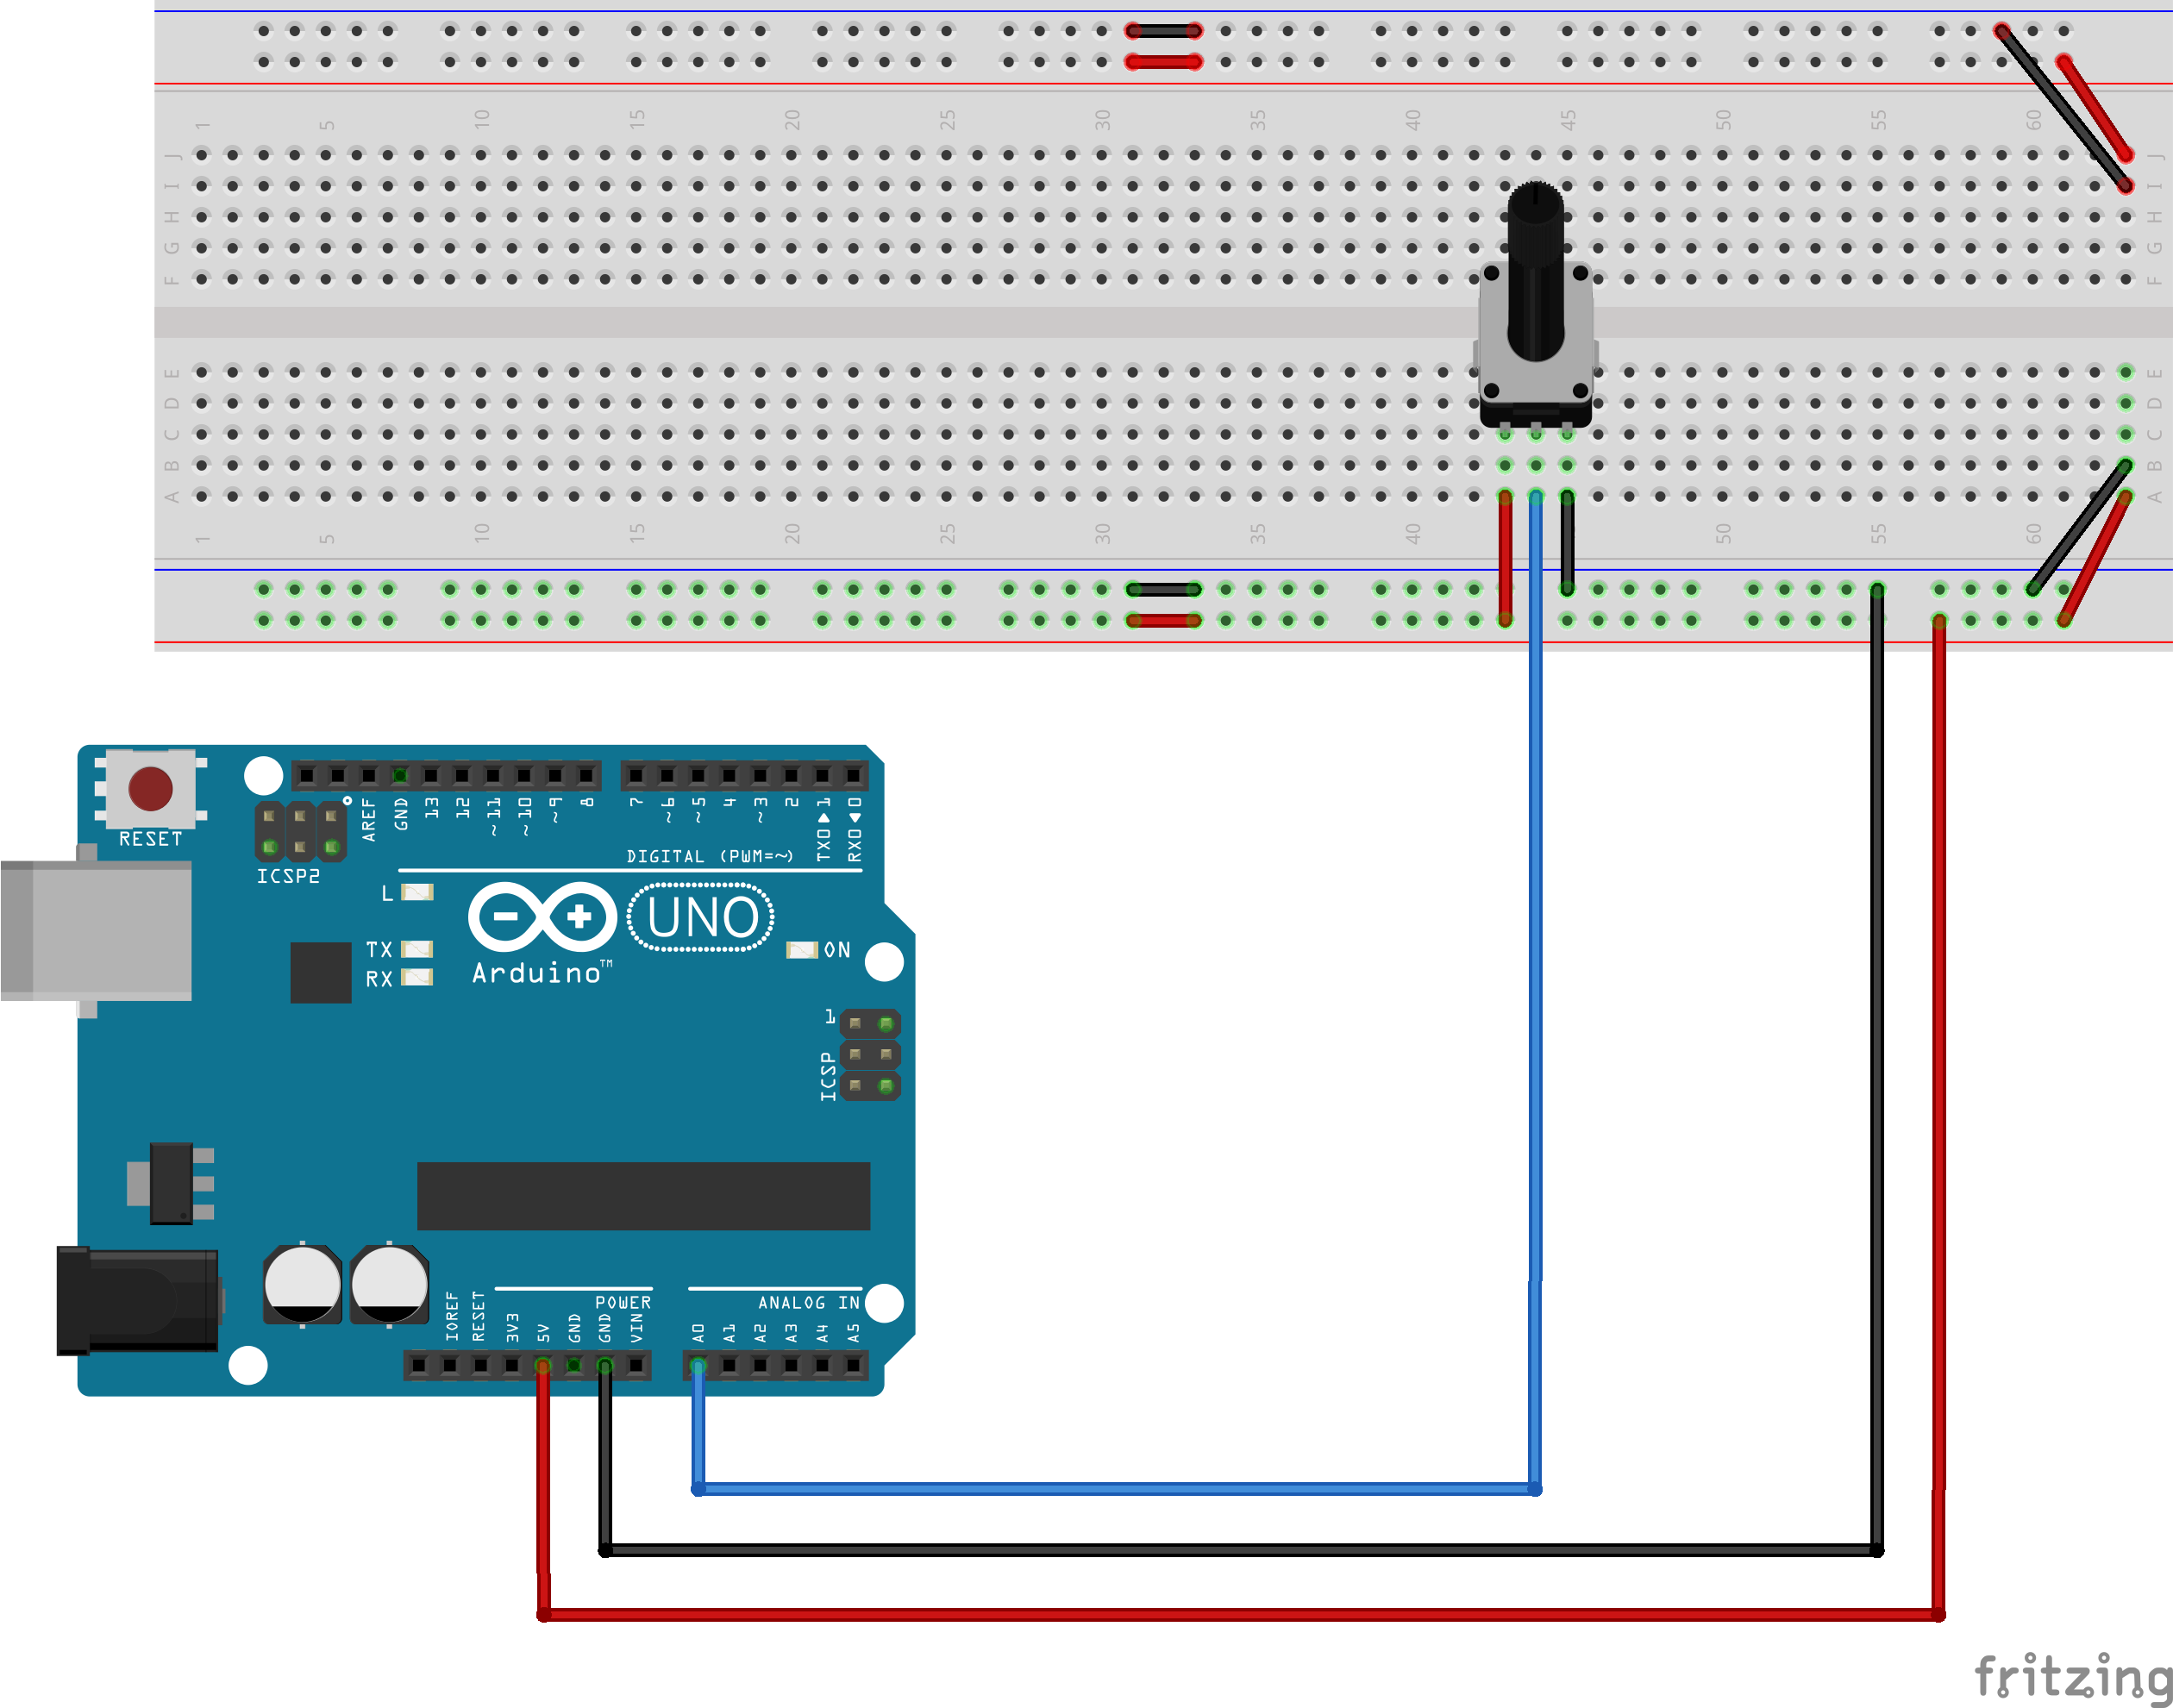 1 5 10 15 20 25 30 35 40 45 50 55 60
J J
I I
H H
G G
F F
E E
D D
C C
B B
A A
1 5 10 15 20 25 30 35 40 45 50 55 60
RESET
AREF GND 13 12 ~11 ~10 ~9 8 7 ~6 ~5 4 ~3 2 TX0▶1 RX0◀0
DIGITAL (PWM=~)
ICSP2
L
UNO
TX
ON
RX
Arduino™
1
ICSP
POWER
ANALOG IN
IOREF RESET 3V3 5V GND GND VIN A0 A1 A2 A3 A4 A5
fritzing